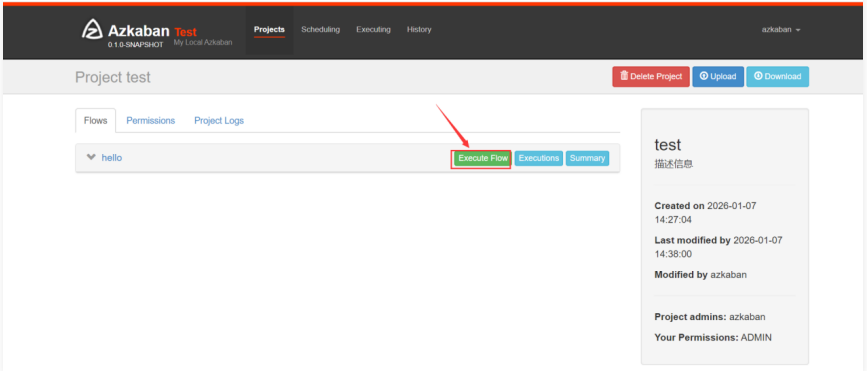 Azkaban Test
0.1.0-SNAPSHOT My Local Azkaban
Projects Scheduling Executing History
azkaban
Project test
Delete Project Upload Download
Flows Permissions Project Logs
hello
Execute Flow Executions Summary
test
描述信息
Created on 2026-01-07
14:27:04
Last modified by 2026-01-07
14:38:00
Modified by azkaban
Project admins: azkaban
Your Permissions: ADMIN